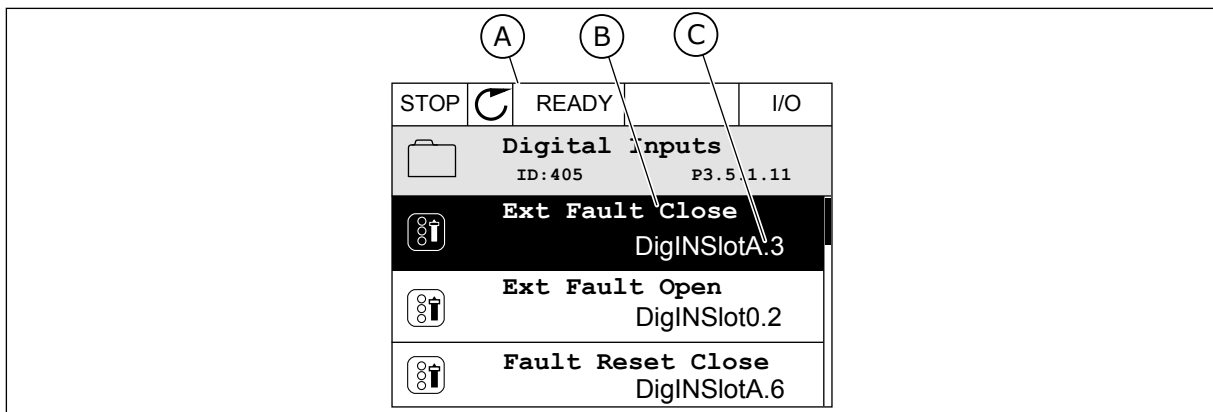 A B C
STOP READY I/O
Digital Inputs
ID:405 P3.5.1.11
Ext Fault Close
DigINSlotA.3
Ext Fault Open
DigINSlot0.2
Fault Reset Close
DigINSlotA.6